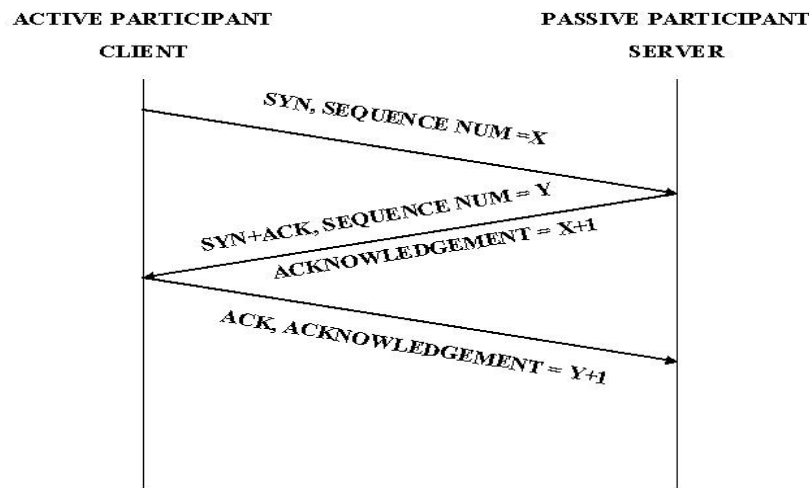 ACTIVE PARTICIPANT
CLIENT
PASSIVE PARTICIPANT
SERVER
SYN, SEQUENCE NUM =X
SYN+ACK, SEQUENCE NUM = Y
ACKNOWLEDGEMENT = X+1
ACK, ACKNOWLEDGEMENT = Y+1